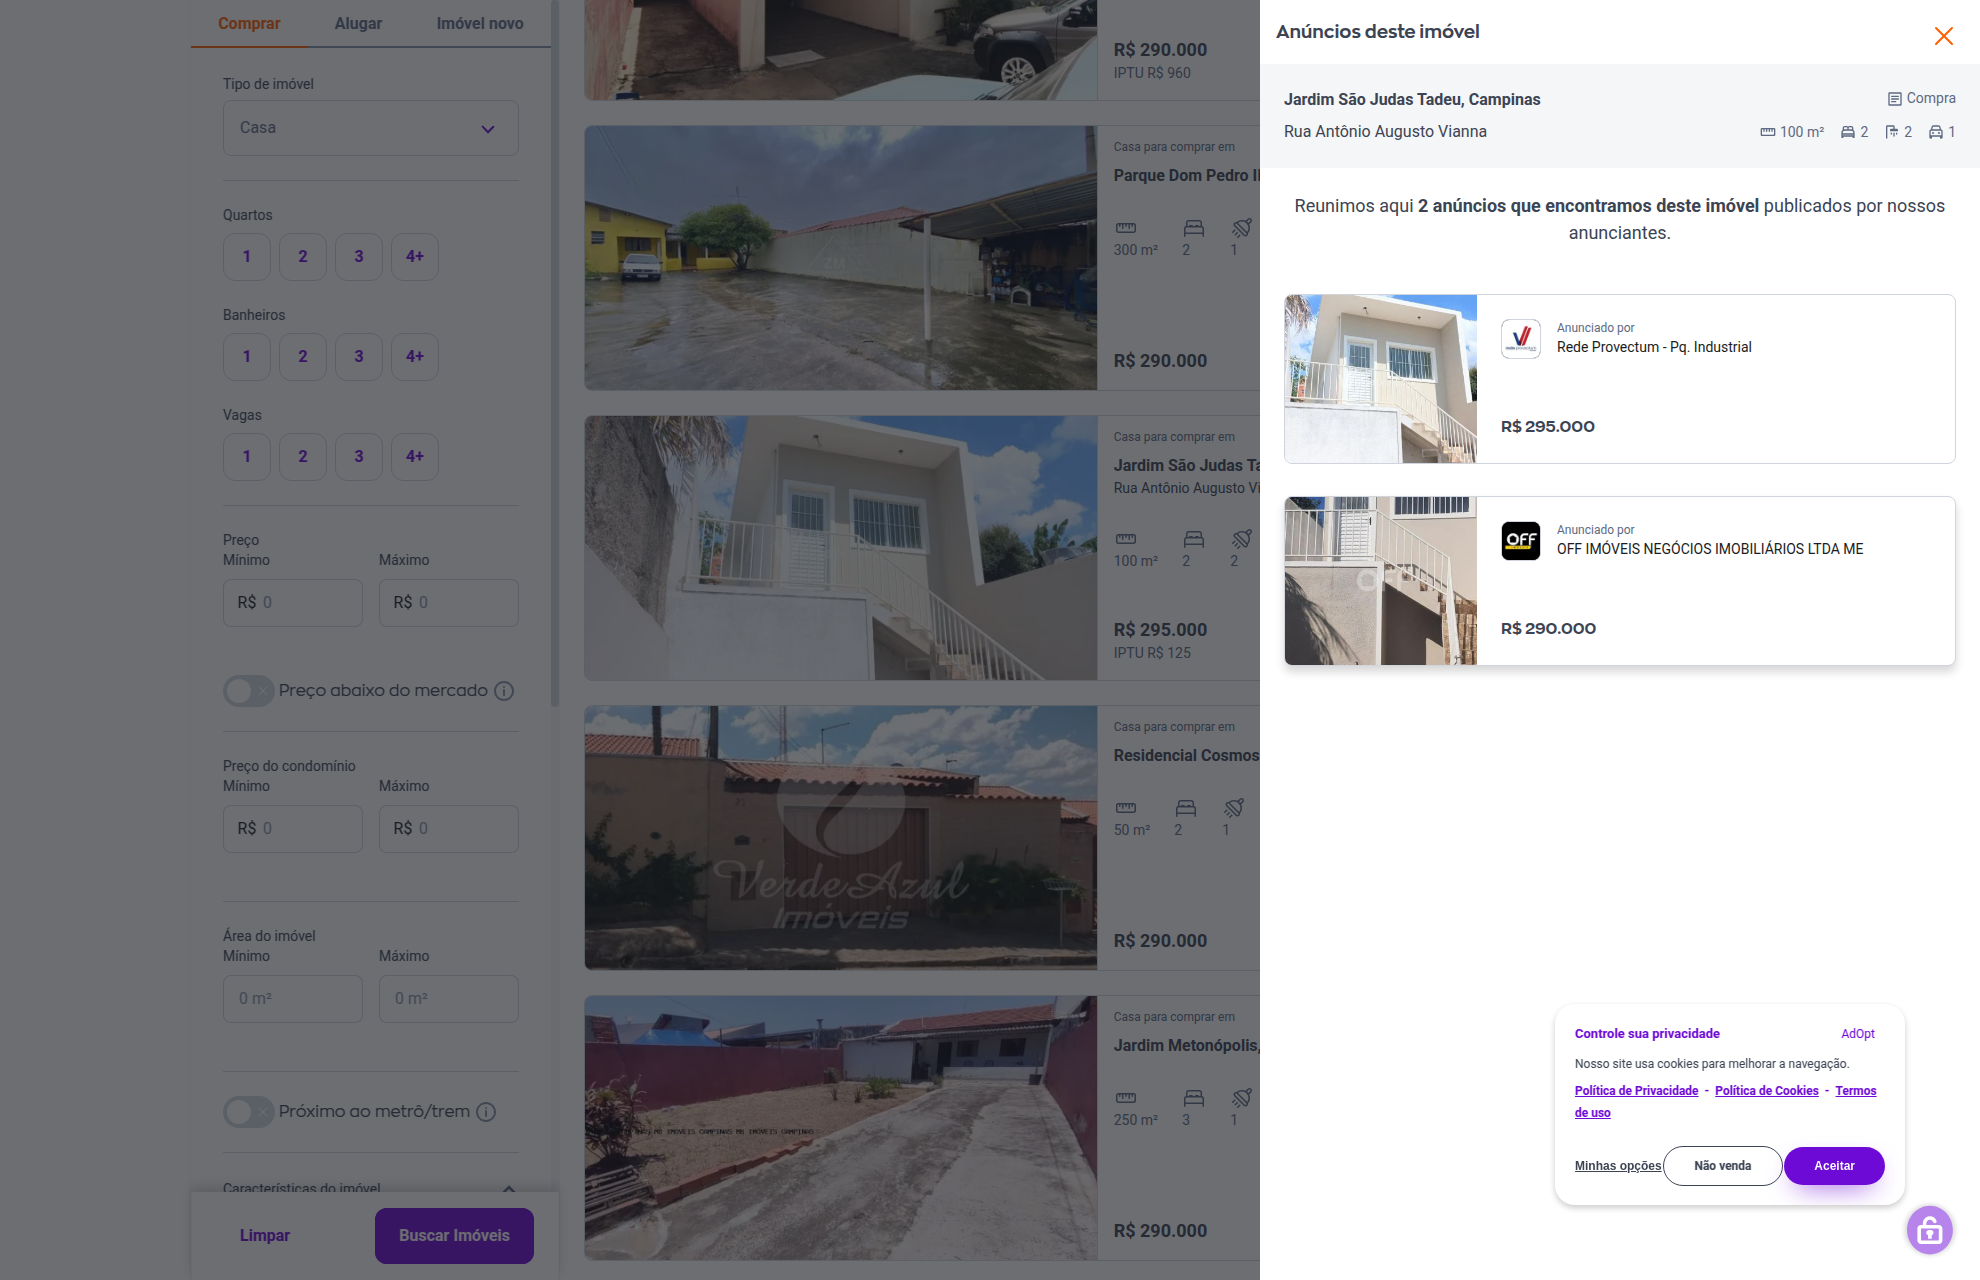 Comprar
Alugar
Imóvel novo
Tipo de imóvel
Casa
Quartos
1
2
3
4+
Banheiros
1
2
3
4+
Vagas
1
2
3
4+
Preço
Mínimo
Máximo
R$ 0
R$ 0
Preço abaixo do mercado
Preço do condomínio
Mínimo
Máximo
R$ 0
R$ 0
Área do imóvel
Mínimo
Máximo
0 m²
0 m²
Próximo ao metrô/trem
Características do imóvel
Limpar
Buscar Imóveis
R$ 290.000
IPTU R$ 960
Casa para comprar em
Parque Dom Pedro II
300 m²
2
1
R$ 290.000
Casa para comprar em
Jardim São Judas Ta
Rua Antônio Augusto Vi
100 m²
2
2
R$ 295.000
IPTU R$ 125
Verde Azul
Imóveis
Casa para comprar em
Residencial Cosmos
50 m²
2
1
R$ 290.000
Casa para comprar em
Jardim Metonópolis,
250 m²
3
1
R$ 290.000
Anúncios deste imóvel
Jardim São Judas Tadeu, Campinas
Compra
Rua Antônio Augusto Vianna
100 m²
2
2
1
Reunimos aqui 2 anúncios que encontramos deste imóvel publicados por nossos
anunciantes.
Anunciado por
Rede Provectum - Pq. Industrial
R$ 295.000
OFF
Anunciado por
OFF IMÓVEIS NEGÓCIOS IMOBILIÁRIOS LTDA ME
R$ 290.000
Controle sua privacidade
AdOpt
Nosso site usa cookies para melhorar a navegação.
Política de Privacidade - Política de Cookies - Termos
de uso
Minhas opções
Não venda
Aceitar